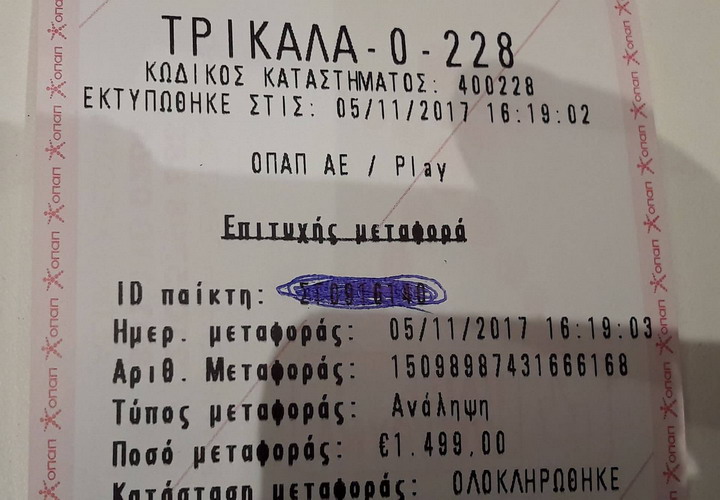 ΤΡΙΚΑΛΑ-0-228
ΚΩΔΙΚΟΣ ΚΑΤΑΣΤΗΜΑΤΟΣ: 400228
ΕΚΤΥΠΩΘΗΚΕ ΣΤΙΣ: 05/11/2017 16:19:02
ΟΠΑΠ ΑΕ / Play
Επιτυχής μεταφορά
ID παίκτη:
Ημερ. μεταφοράς: 05/11/2017 16:19:03
Αριθ. Μεταφοράς: 15098987431666168
Τύπος μεταφοράς: Ανάληψη
Ποσό μεταφοράς: €1.499,00
Κατάσταση μεταφοράς: ΟΛΟΚΛΗΡΩΘΗΚΕ